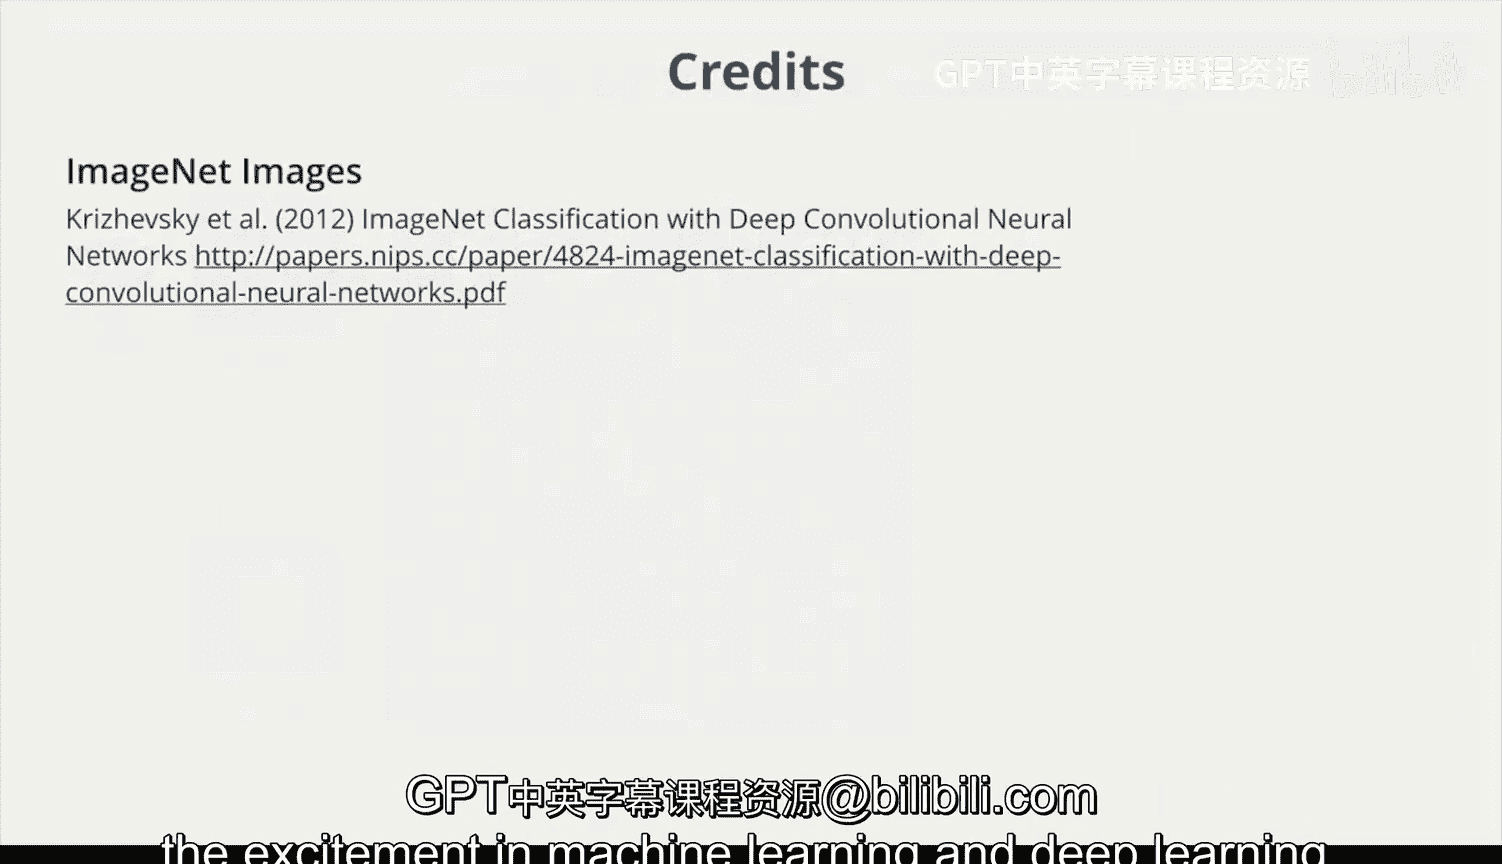 Credits
GPT中英字幕课程资源 bilibili
ImageNet Images
Krizhevsky et al. (2012) ImageNet Classification with Deep Convolutional Neural
Networks http://papers.nips.cc/paper/4824-imagenet-classification-with-deep-
convolutional-neural-networks.pdf
GPT中英字幕课程资源@bilibili.com
the excitement in machine learning and deep learning